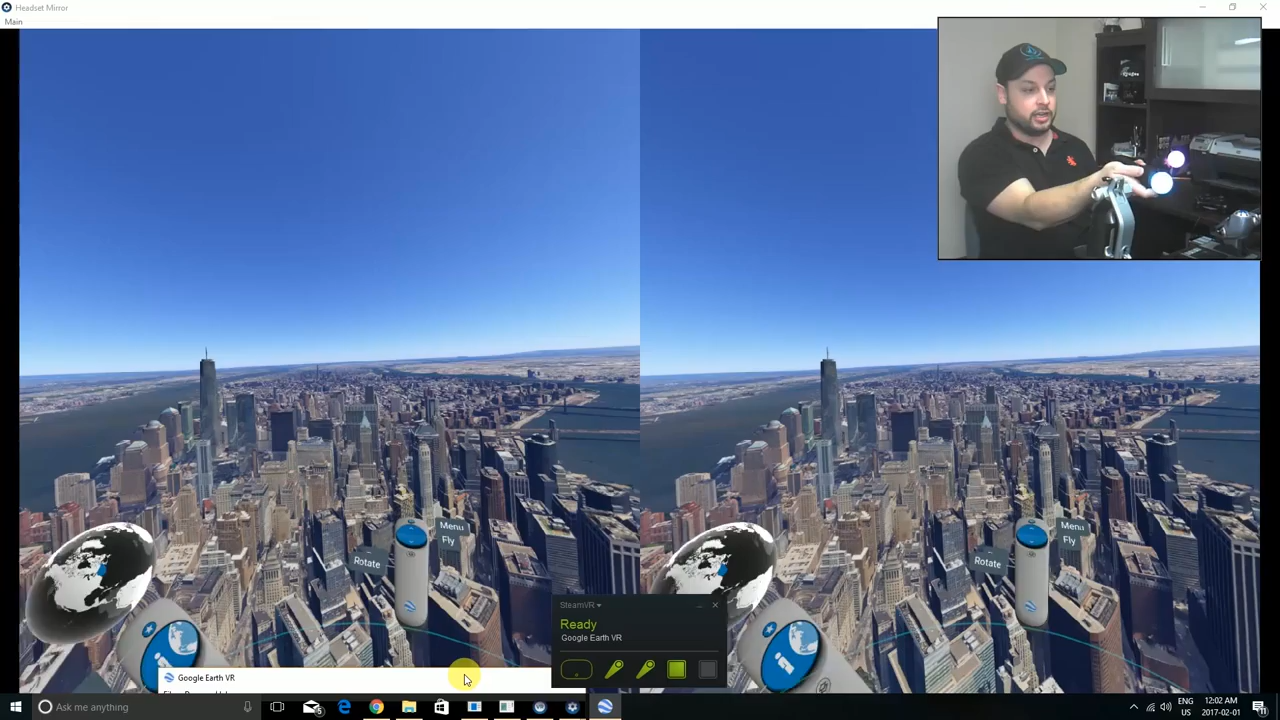 Headset Mirror
Main
Menu
Fly
Rotate
Menu
Fly
Rotate
SteamVR
Ready
Google Earth VR
Google Earth VR
Ask me anything
ENG
US
12:02 AM
2017-02-01